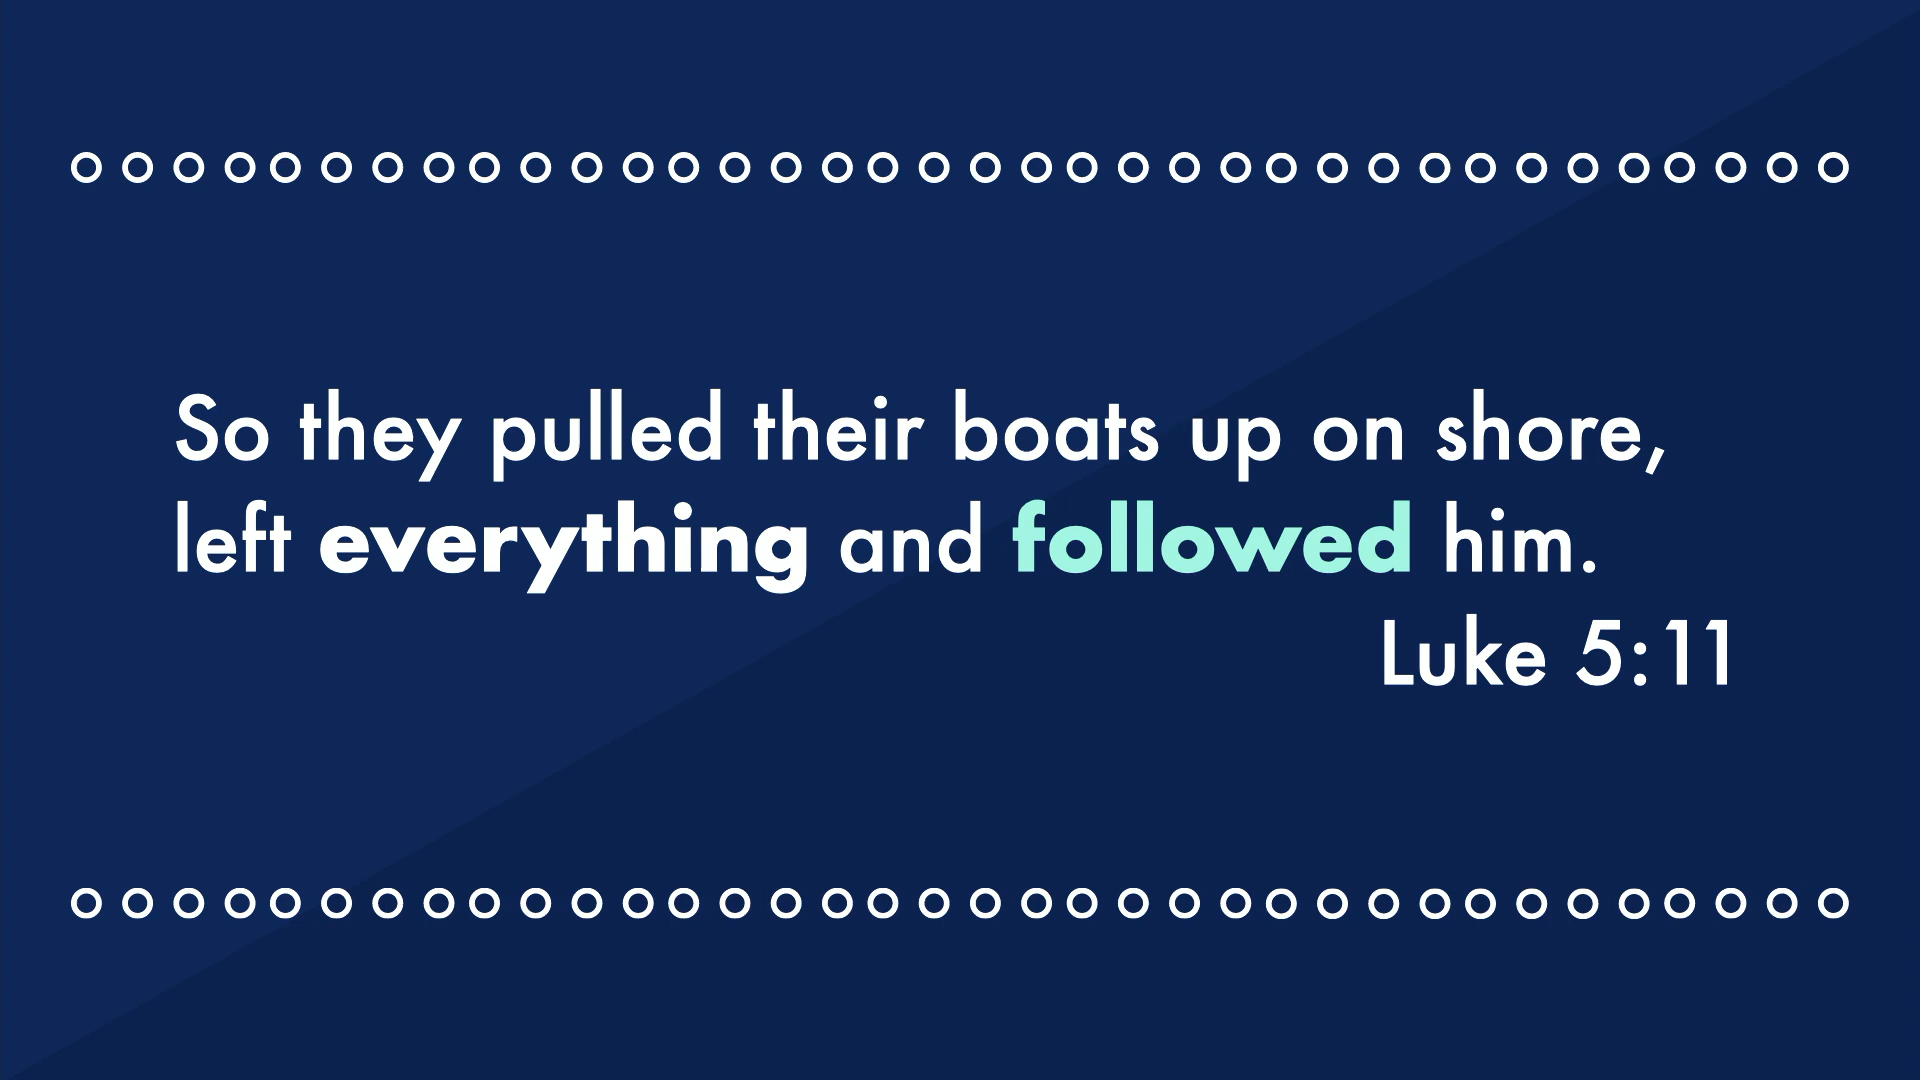 So they pulled their boats up on shore,
left everything and followed him.
Luke 5:11